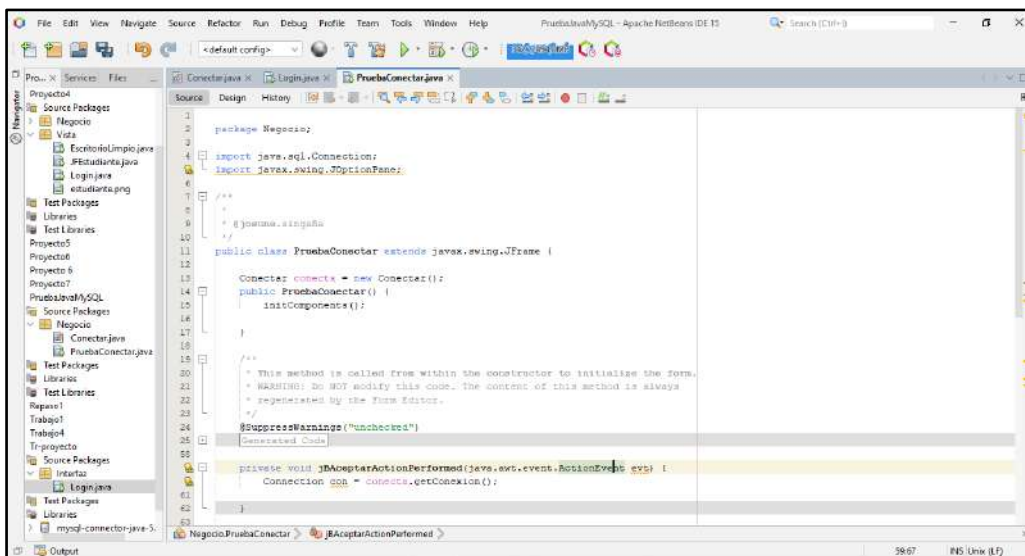 File Edit View Navigate Source Refactor Run Debug Profile Team Tools Window Help PruebaJavaMySQL - Apache NetBeans IDE 15 Search (Ctrl+I)
<default config>
Pro... Services Files
Conectar.java Login.java PruebaConectar.java
Source Design History
Navigator
Proyecto4
Source Packages
Negocio
Vista
EscritorioLimpio.java
JFEstudiante.java
Login.java
estudiante.png
Test Packages
Libraries
Test Libraries
Proyecto5
Proyecto6
Proyecto 6
Proyecto7
PruebaJavaMySQL
Source Packages
Negocio
Conectar.java
PruebaConectar.java
Test Packages
Libraries
Test Libraries
Repaso1
Trabajo1
Trabajo4
Tr-proyecto
Source Packages
Interfaz
Login.java
Test Packages
Libraries
mysql-connector-java-5.
1
2 package Negocio;
3
4 import java.sql.Connection;
import javax.swing.JOptionPane;
6
7 /**
8 *
9
10 */
11 public class PruebaConectar extends javax.swing.JFrame {
12
13 Conectar conecta = new Conectar();
14 public PruebaConectar() {
15 initComponents();
16
17 }
18
19 /**
20 * This method is called from within the constructor to initialize the form.
21 * WARNING: Do NOT modify this code. The content of this method is always
22 * regenerated by the Form Editor.
23 */
24 @SuppressWarnings("unchecked")
25 Generated Code
58
private void jBAceptarActionPerformed(java.awt.event.ActionEvent evt) {
Connection con = conecta.getConexion();
61
62 }
63
Negocio.PruebaConectar jBAceptarActionPerformed
Output 59:67 INS Unix (LF)